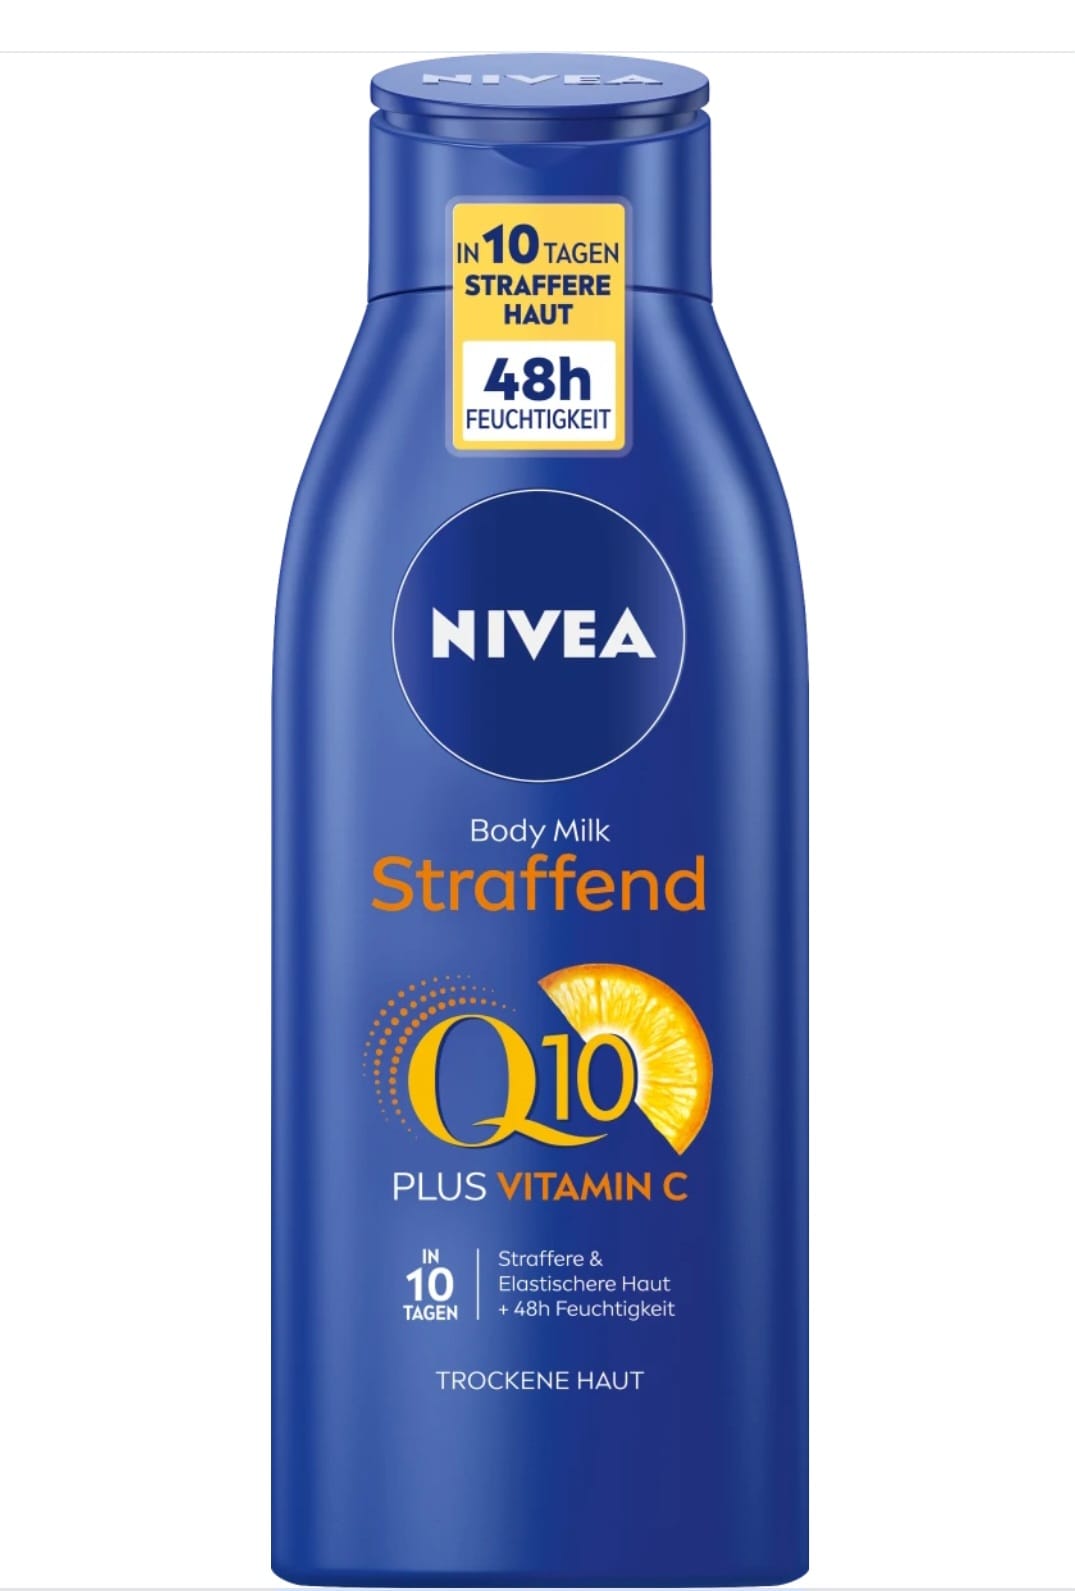 NIVEA
IN 10 TAGEN
STRAFFERE
HAUT
48h
FEUCHTIGKEIT
NIVEA
Body Milk
Straffend
Q10
PLUS VITAMIN C
IN
10
TAGEN
Straffere &
Elastischere Haut
+ 48h Feuchtigkeit
TROCKENE HAUT